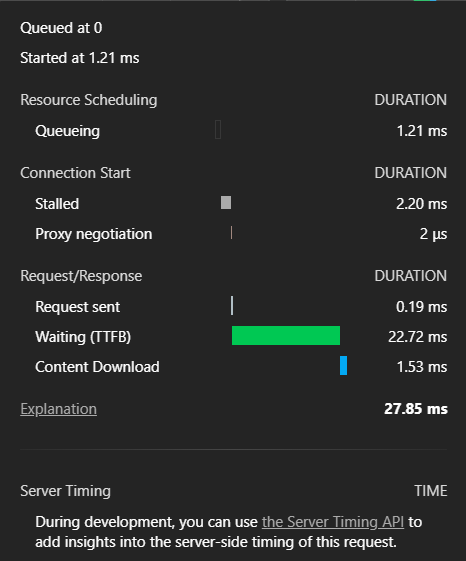 Queued at 0
Started at 1.21 ms
Resource Scheduling DURATION
Queueing 1.21 ms
Connection Start DURATION
Stalled 2.20 ms
Proxy negotiation 2 μs
Request/Response DURATION
Request sent 0.19 ms
Waiting (TTFB) 22.72 ms
Content Download 1.53 ms
Explanation 27.85 ms
Server Timing TIME
During development, you can use the Server Timing API to
add insights into the server-side timing of this request.